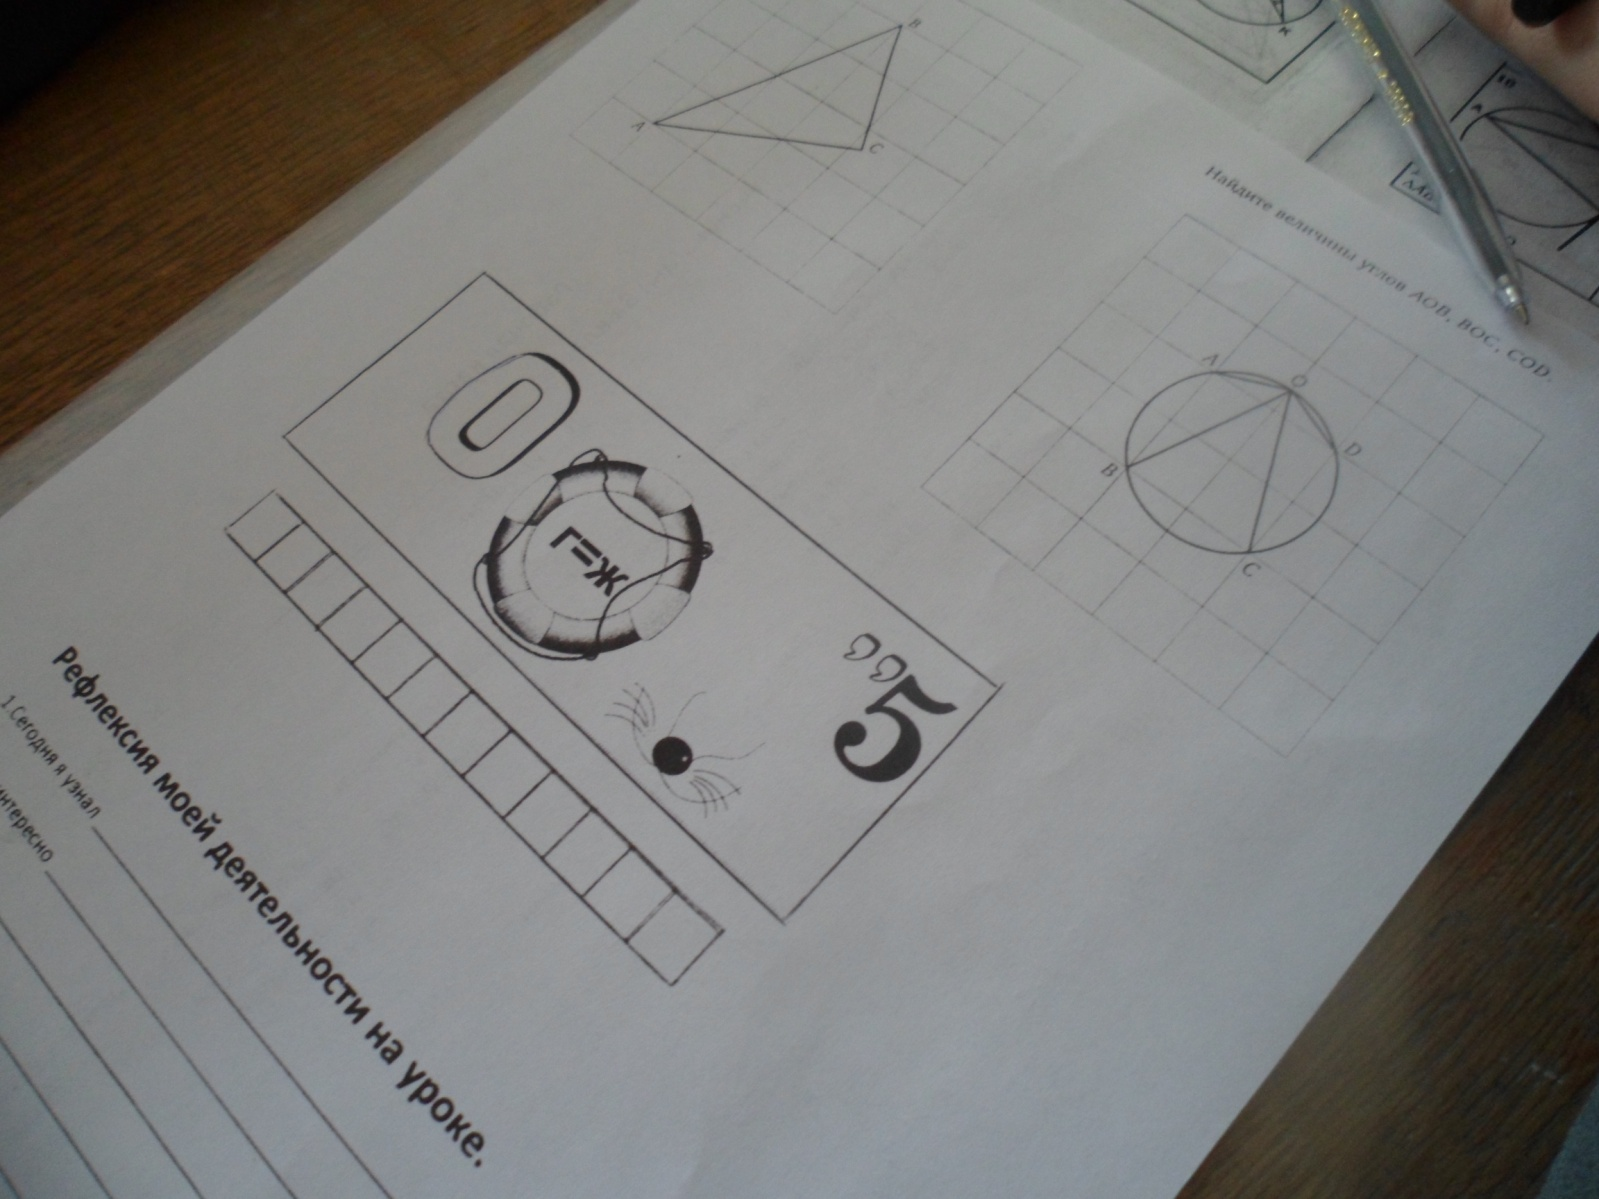 B
A
C
Найдите величины углов AOB, BOC, COD.
A
O
B
D
C
О
Г=Ж
,,
5
Рефлексия моей деятельности на уроке.
1.Сегодня я узнал
интересно